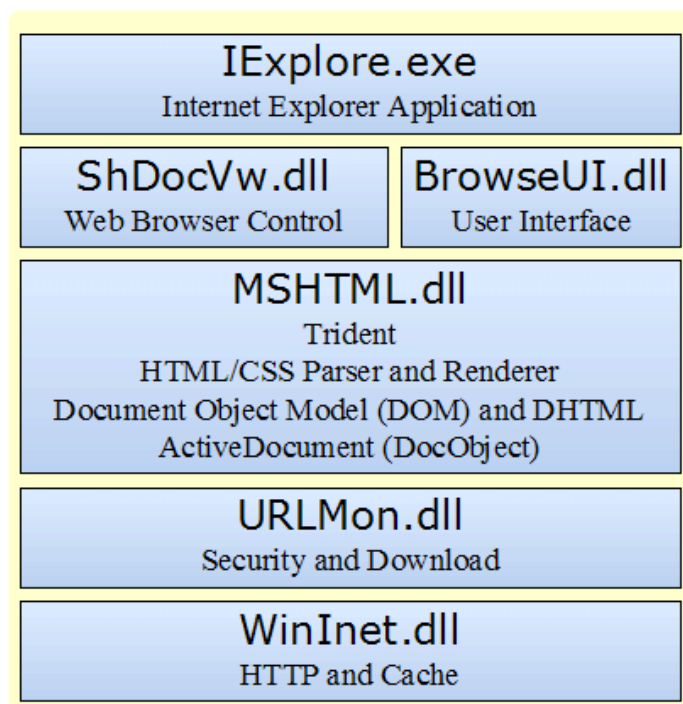 IExplore.exe
Internet Explorer Application
ShDocVw.dll
Web Browser Control
BrowseUI.dll
User Interface
MSHTML.dll
Trident
HTML/CSS Parser and Renderer
Document Object Model (DOM) and DHTML
ActiveDocument (DocObject)
URLMon.dll
Security and Download
WinInet.dll
HTTP and Cache